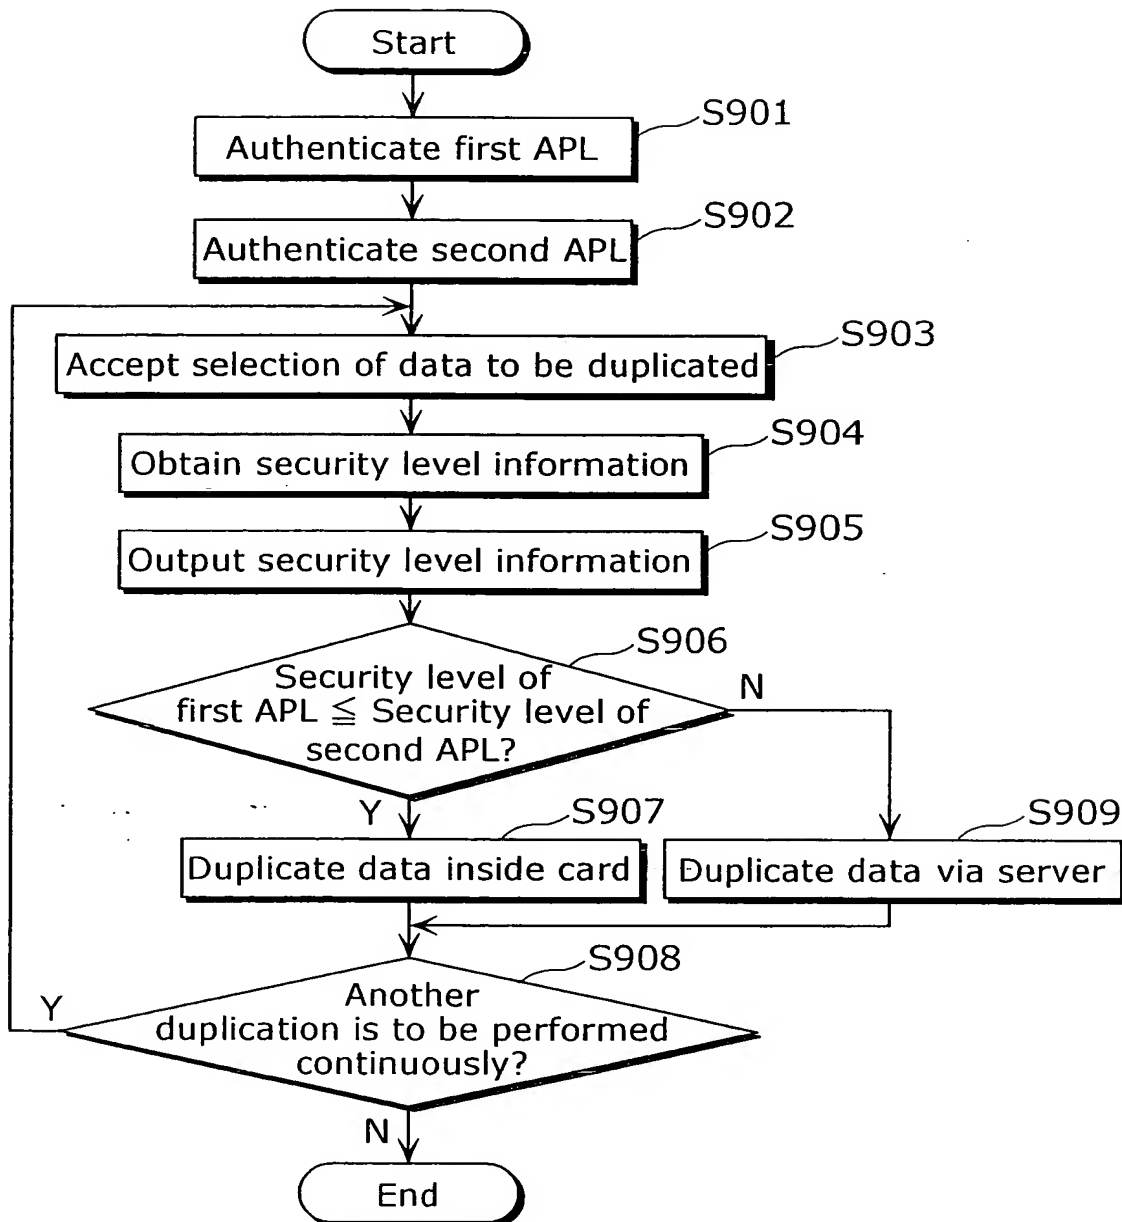 Start
S901
Authenticate first APL
S902
Authenticate second APL
S903
Accept selection of data to be duplicated
S904
Obtain security level information
S905
Output security level information
S906
Security level of
first APL ≦ Security level of
second APL?
N
Y
S907
Duplicate data inside card
S909
Duplicate data via server
S908
Y
Another
duplication is to be performed
continuously?
N
End